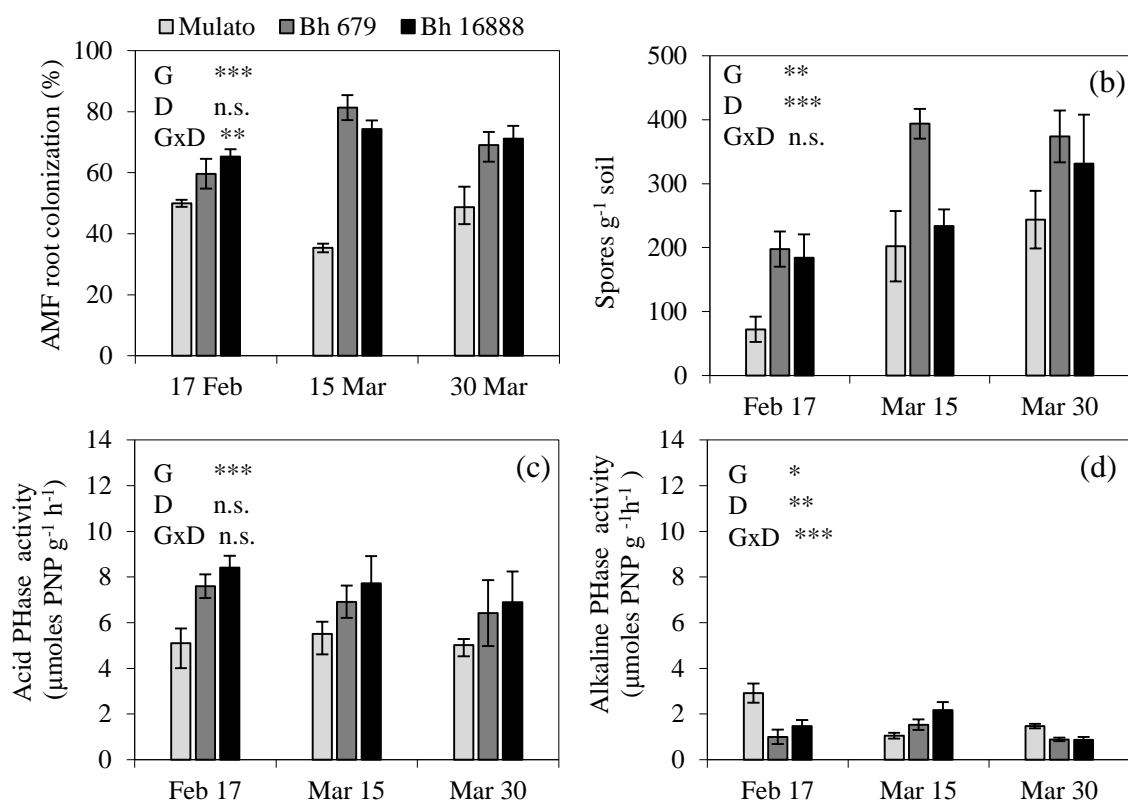 Mulato Bh 679 Bh 16888
AMF root colonization (%)
100
80
60
40
20
0
G ***
D n.s.
GxD **
17 Feb 15 Mar 30 Mar
Spores g-1 soil
500
400
300
200
100
0
G **
D ***
GxD n.s.
(b)
Feb 17 Mar 15 Mar 30
Acid PHase activity
(µmoles PNP g-1 h-1)
14
12
10
8
6
4
2
0
G ***
D n.s.
GxD n.s.
(c)
Feb 17 Mar 15 Mar 30
Alkaline PHase activity
(µmoles PNP g -1h-1 )
14
12
10
8
6
4
2
0
G *
D **
GxD ***
(d)
Feb 17 Mar 15 Mar 30